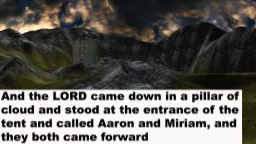 And the LORD came down in a pillar of
cloud and stood at the entrance of the
tent and called Aaron and Miriam, and
they both came forward